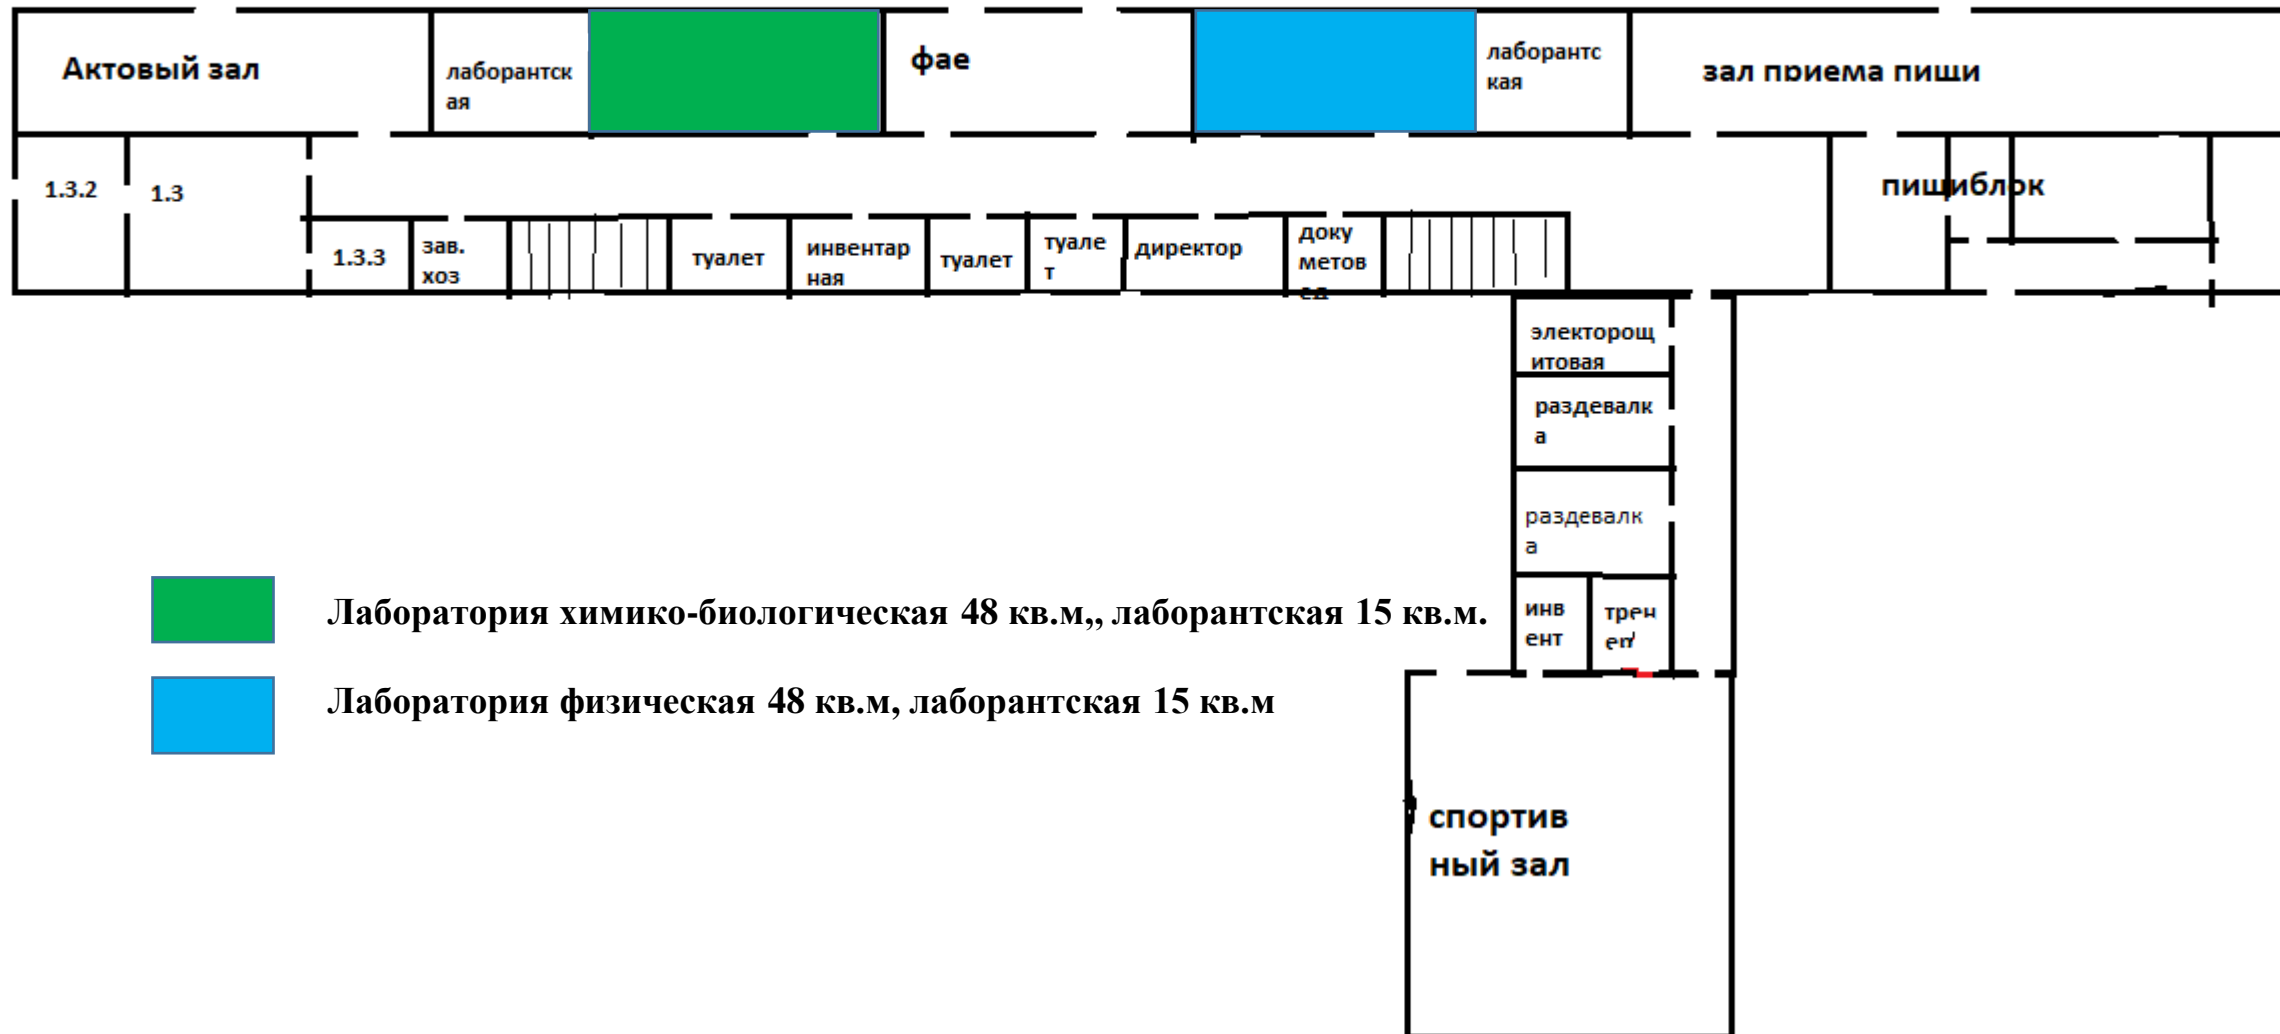 Актовый зал
лаборантск
ая
фае
лаборантс
кая
зал приема пищи
1.3.2
1.3
пищиблок
1.3.3
зав.
хоз
туалет
инвентар
ная
туалет
туале
т
директор
доку
метов
ед
электорощ
итовая
раздевалк
а
раздевалк
а
инв
ент
трен
ер
Лаборатория химико-биологическая 48 кв.м,, лаборантская 15 кв.м.
Лаборатория физическая 48 кв.м, лаборантская 15 кв.м
спортив
ный зал